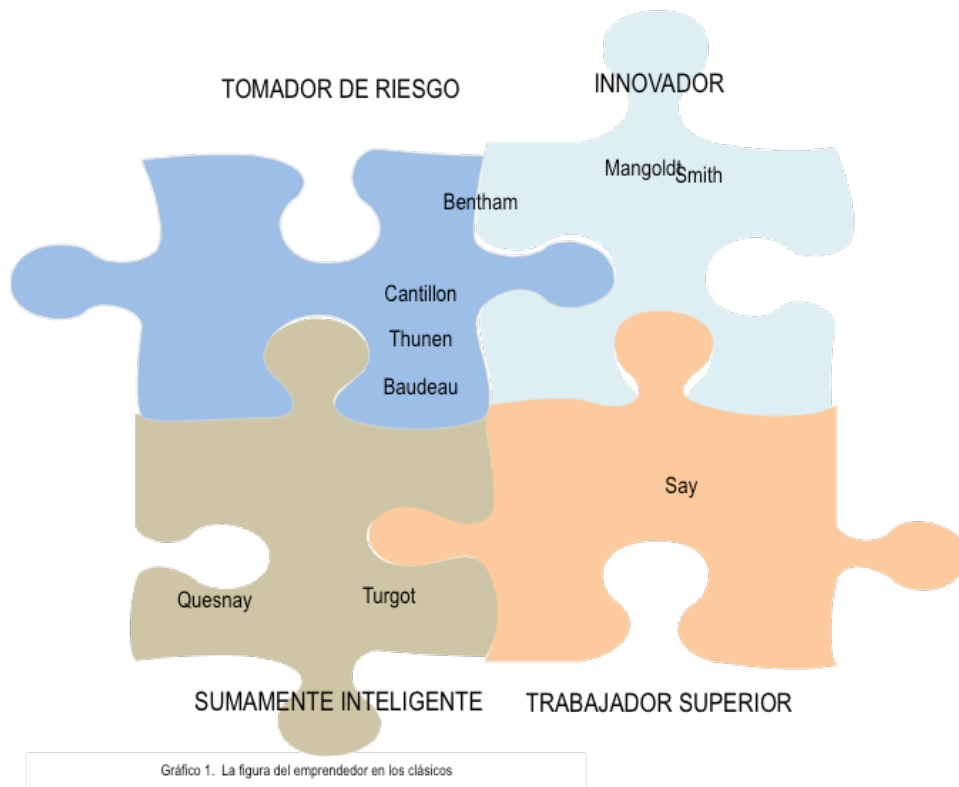 TOMADOR DE RIESGO
INNOVADOR
Mangoldt
Smith
Bentham
Cantillon
Thunen
Baudeau
Say
Quesnay
Turgot
SUMAMENTE INTELIGENTE
TRABAJADOR SUPERIOR
Gráfico 1. La figura del emprendedor en los clásicos